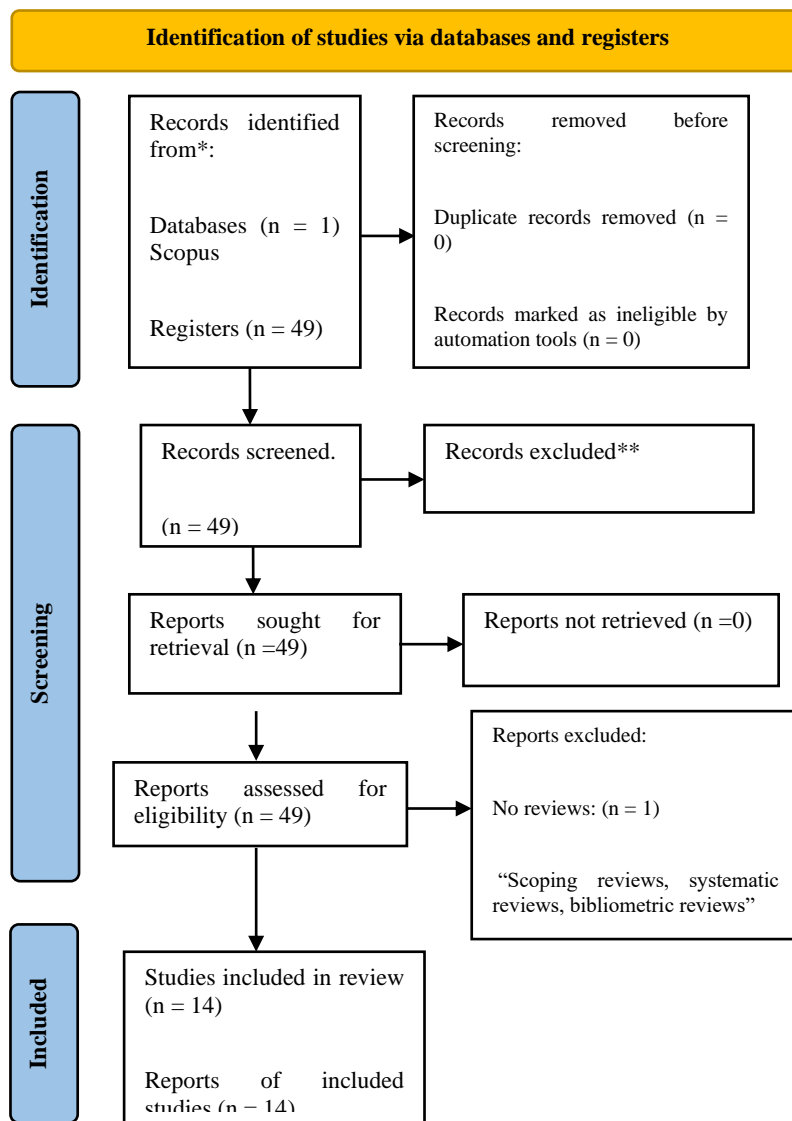 Identification of studies via databases and registers
Identification
Records identified
from*:
Databases (n = 1)
Scopus
Registers (n = 49)
Records removed before
screening:
Duplicate records removed (n =
0)
Records marked as ineligible by
automation tools (n = 0)
Screening
Records screened.
(n = 49)
Records excluded**
Reports sought for
retrieval (n =49)
Reports not retrieved (n =0)
Reports assessed for
eligibility (n = 49)
Reports excluded:
No reviews: (n = 1)
“Scoping reviews, systematic
reviews, bibliometric reviews”
Included
Studies included in review
(n = 14)
Reports of included
studies (n = 14)